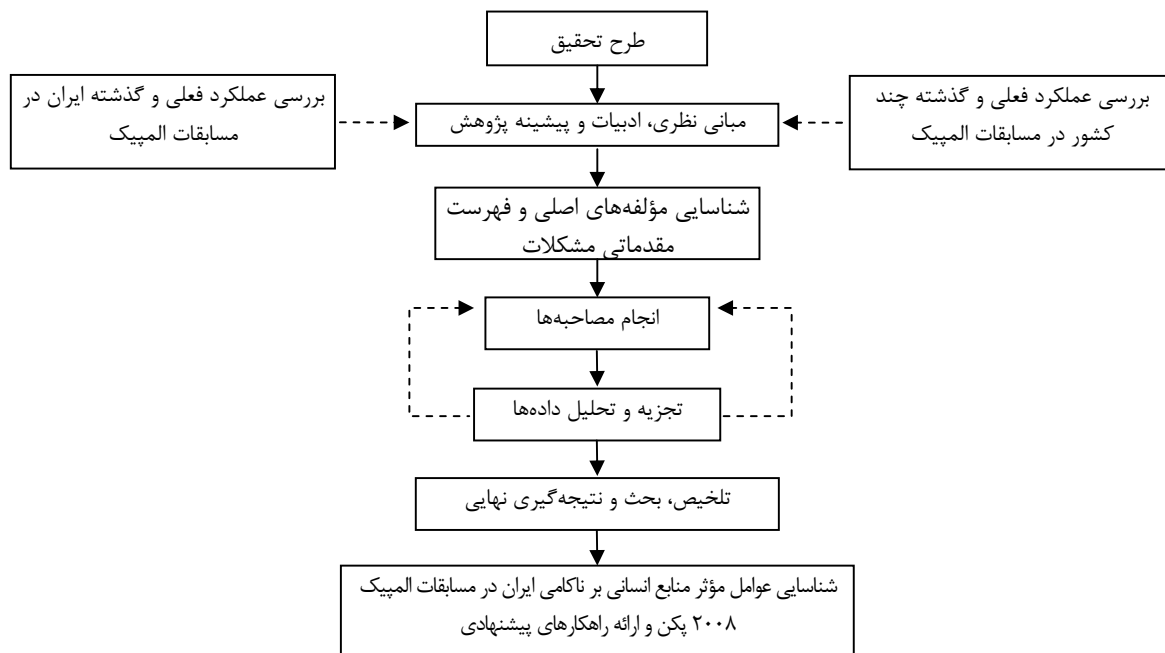 طرح تحقیق
بررسی عملکرد فعلی و گذشته چند
کشور در مسابقات المپیک
مبانی نظری، ادبیات و پیشینه پژوهش
بررسی عملکرد فعلی و گذشته ایران در
مسابقات المپیک
شناسایی مؤلفه‌های اصلی و فهرست
مقدماتی مشکلات
انجام مصاحبه‌ها
تجزیه و تحلیل داده‌ها
تلخیص، بحث و نتیجه‌گیری نهایی
شناسایی عوامل مؤثر منابع انسانی بر ناکامی ایران در مسابقات المپیک
۲۰۰۸ پکن و ارائه راهکارهای پیشنهادی